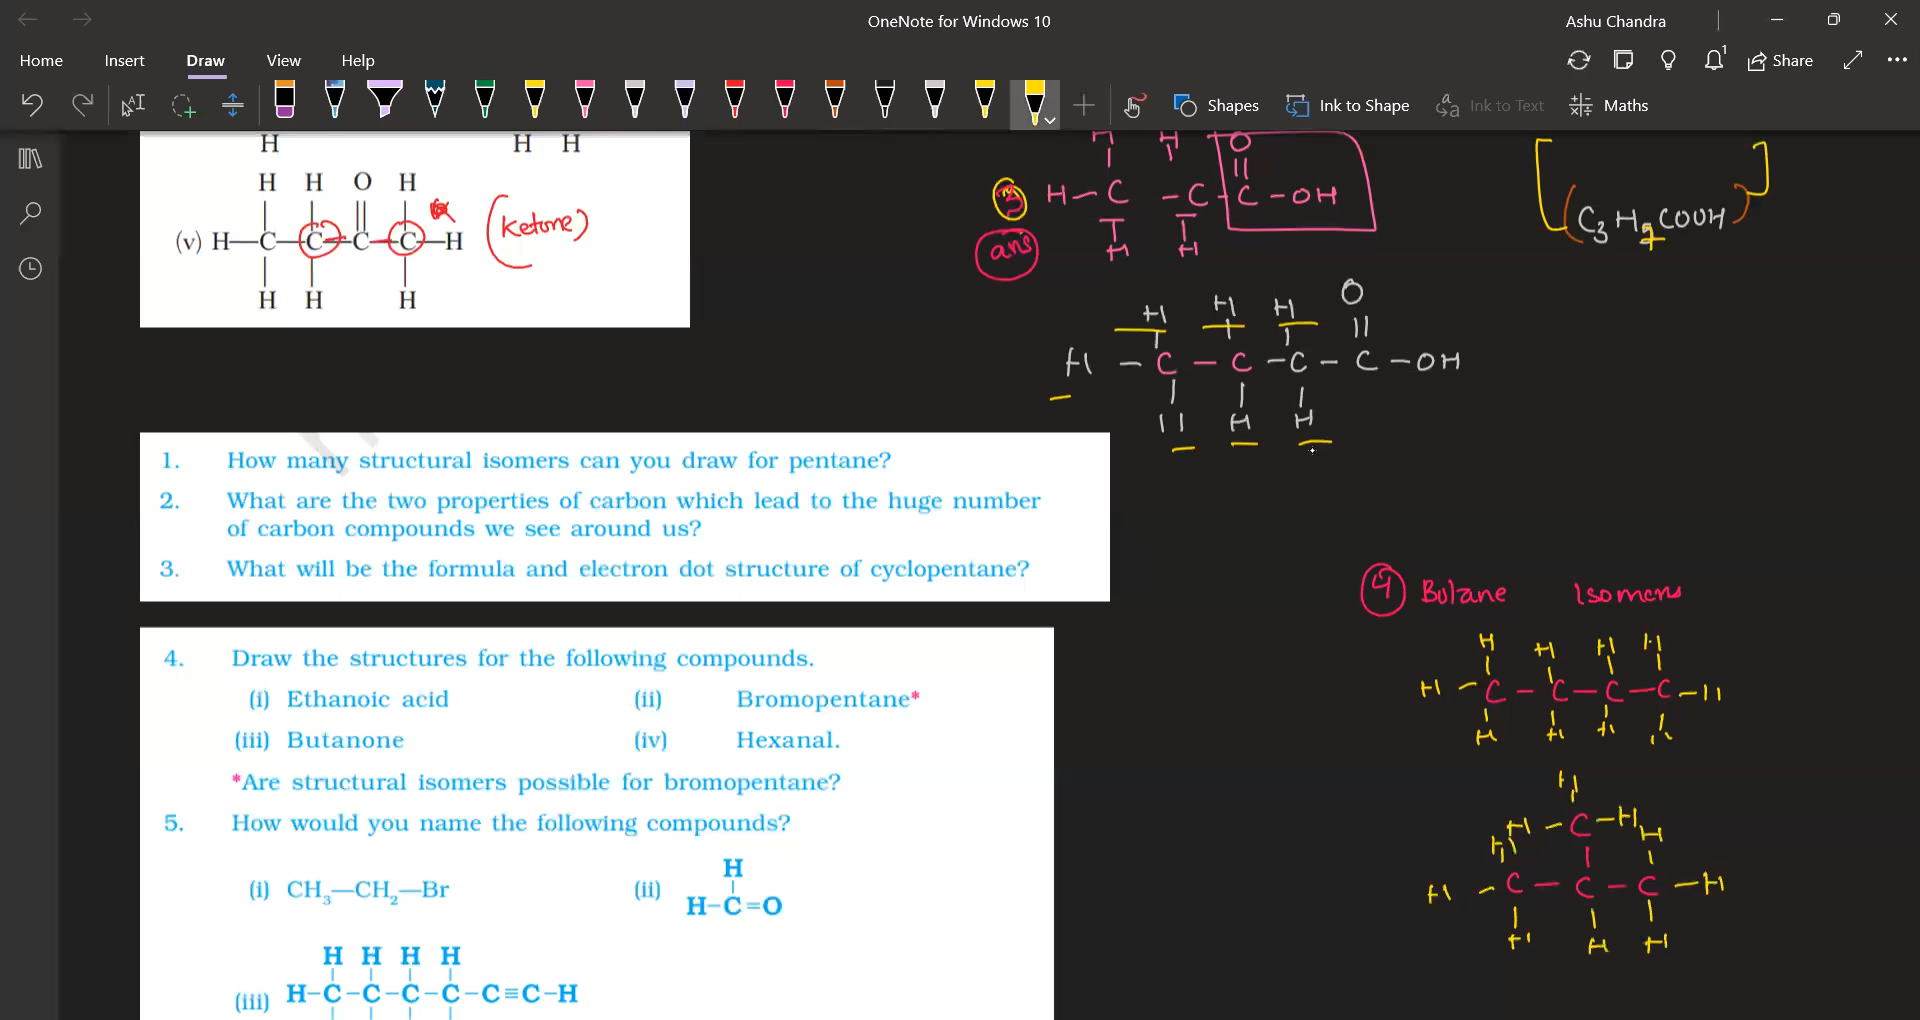 OneNote for Windows 10
Ashu Chandra
Home Insert Draw View Help
1
Share
Shapes
Ink to Shape
Ink to Text
Maths
H H H
H H O H
(v) H—C—C—C—C—H
H H H
(Ketone)
H H O
3 H-C-C-C-OH
H H
ans
C3H7COOH
H H H O
H-C-C-C-C-OH
H H H
1. How many structural isomers can you draw for pentane?
2. What are the two properties of carbon which lead to the huge number
of carbon compounds we see around us?
3. What will be the formula and electron dot structure of cyclopentane?
4 Butane Isomers
H H H H
H-C-C-C-C-H
H H H H
H
H-C-H
H H
H-C-C-C-H
H H H
4. Draw the structures for the following compounds.
(i) Ethanoic acid (ii) Bromopentane*
(iii) Butanone (iv) Hexanal.
*Are structural isomers possible for bromopentane?
5. How would you name the following compounds?
(i) CH3—CH2—Br (ii) H
H-C=O
H H H H
(iii) H-C-C-C-C-C≡C-H